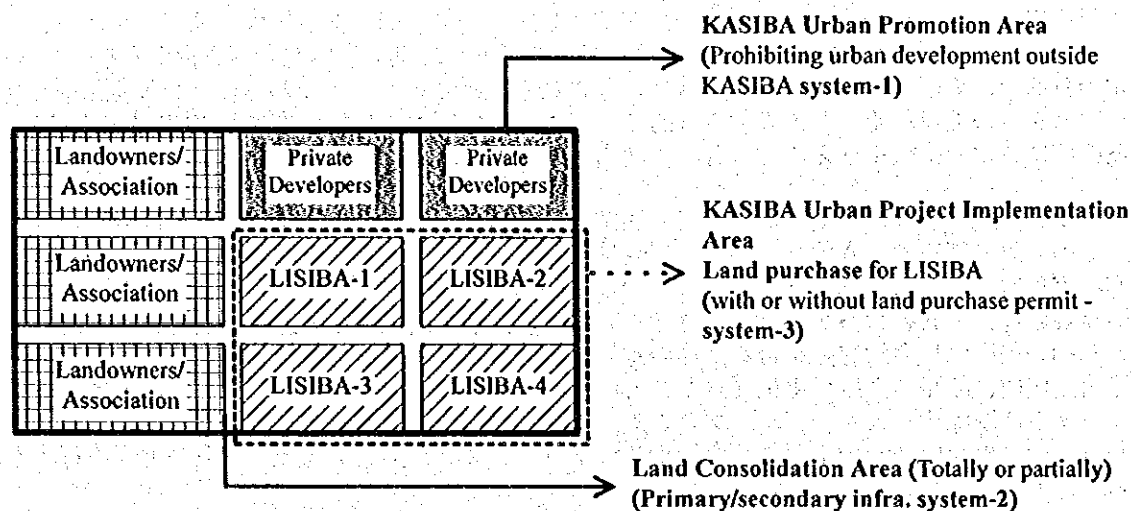 KASIBA Urban Promotion Area
(Prohibiting urban development outside
KASIBA system-1)
Landowners/
Association
Private
Developers
Private
Developers
KASIBA Urban Project Implementation
Area
Land purchase for LISIBA
(with or without land purchase permit -
system-3)
Landowners/
Association
LISIBA-1
LISIBA-2
Landowners/
Association
LISIBA-3
LISIBA-4
Land Consolidation Area (Totally or partially)
(Primary/secondary infra. system-2)